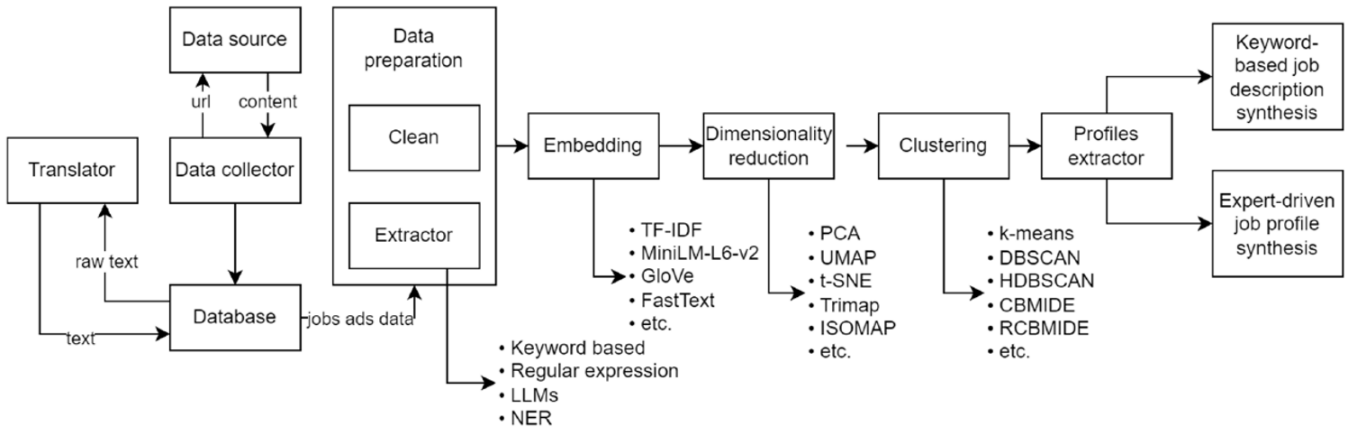 Data source
url
content
Data collector
Translator
raw text
text
Database
jobs ads data
Data
preparation
Clean
Extractor
• Keyword based
• Regular expression
• LLMs
• NER
Embedding
• TF-IDF
• MiniLM-L6-v2
• GloVe
• FastText
• etc.
Dimensionality
reduction
• PCA
• UMAP
• t-SNE
• Trimap
• ISOMAP
• etc.
Clustering
• k-means
• DBSCAN
• HDBSCAN
• CBMIDE
• RCBMIDE
• etc.
Profiles
extractor
Keyword-
based job
description
synthesis
Expert-driven
job profile
synthesis